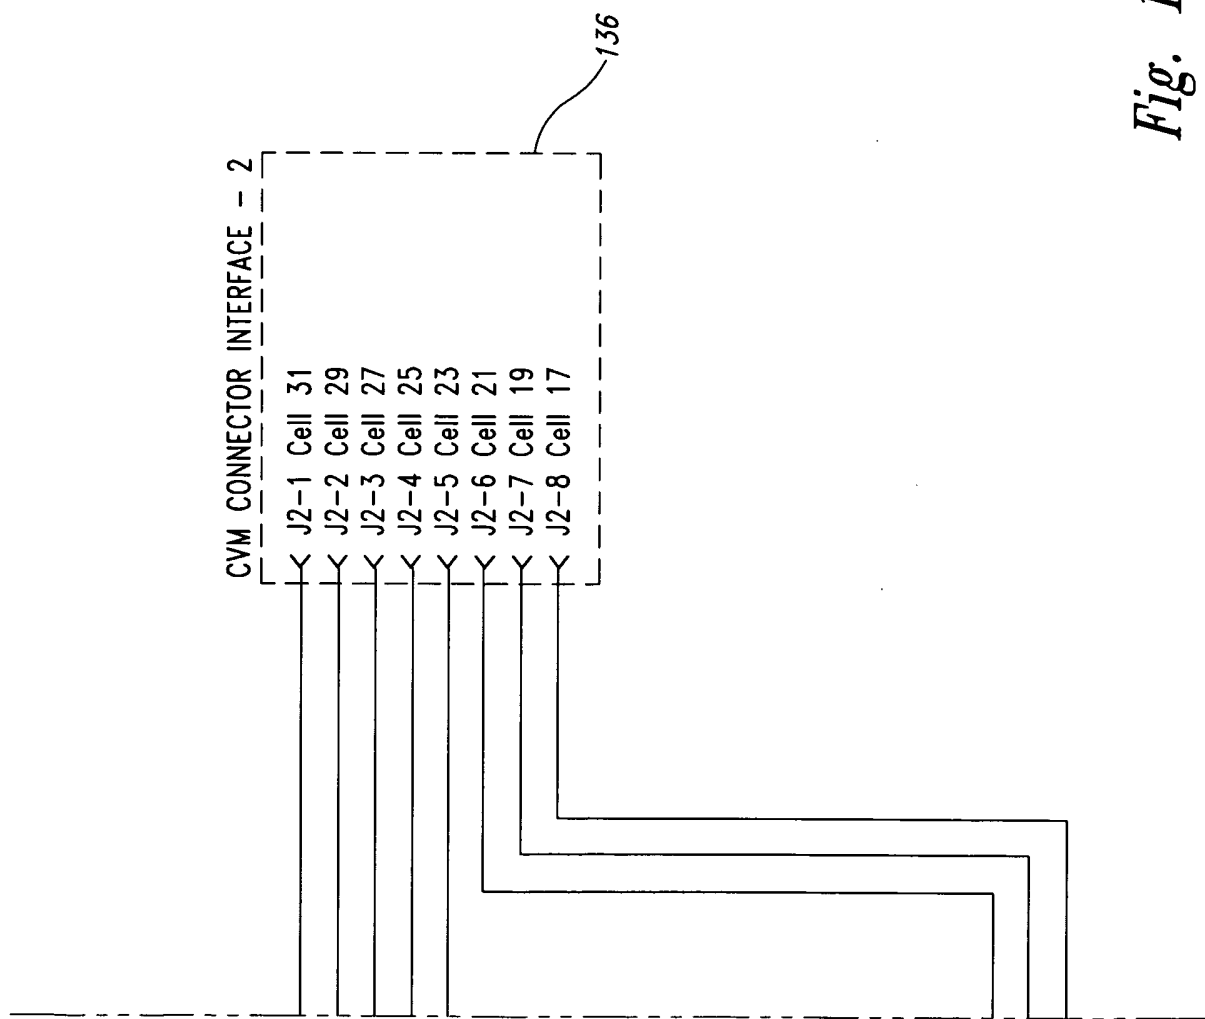 CVM CONNECTOR INTERFACE - 2
J2-1 Cell 31
J2-2 Cell 29
J2-3 Cell 27
J2-4 Cell 25
J2-5 Cell 23
J2-6 Cell 21
J2-7 Cell 19
J2-8 Cell 17
136
Fig.